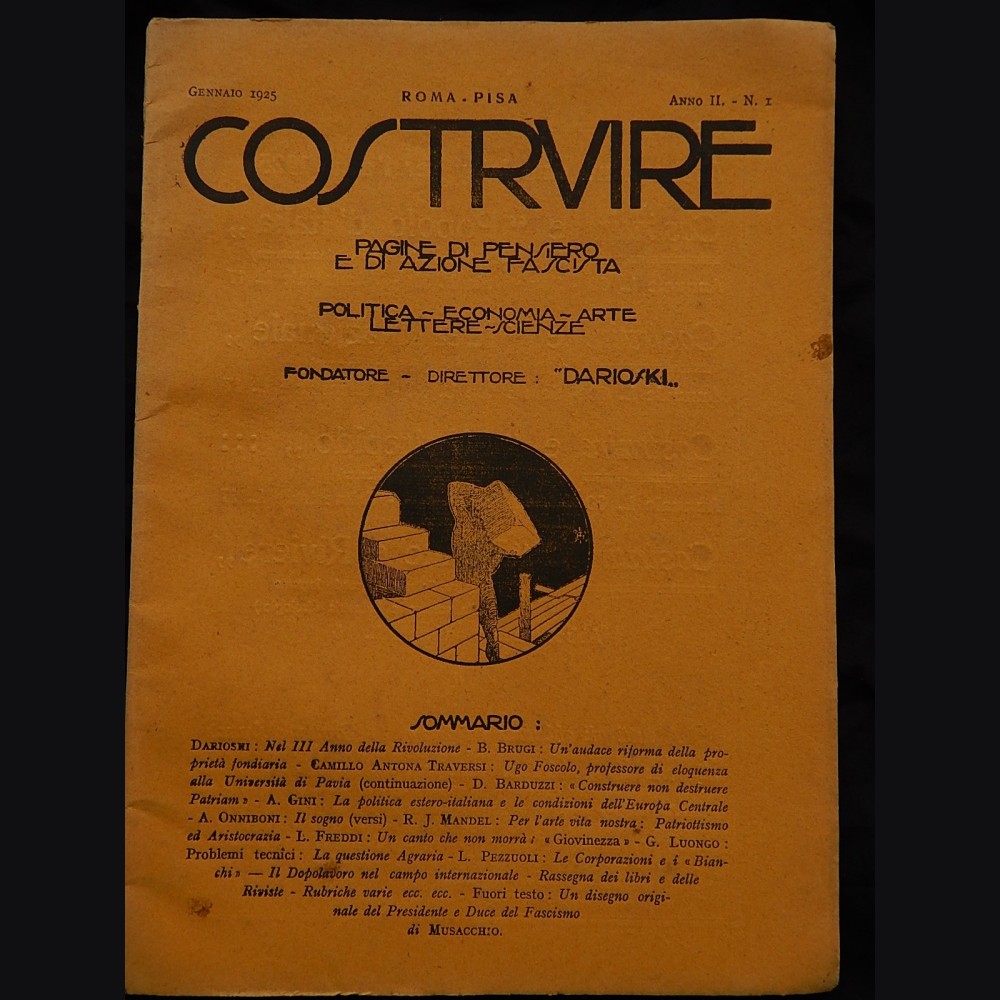 GENNAIO 1925
ROMA - PISA
ANNO II. - N. 1
COSTRVIRE
PAGINE DI PENSIERO
E DI AZIONE FASCISTA
POLITICA ~ ECONOMIA ~ ARTE
LETTERE ~ SCIENZE
FONDATORE - DIRETTORE : "DARIOSKI„
SOMMARIO :
DARIOSKI : Nel III Anno della Rivoluzione - B. BRUGI : Un'audace riforma della pro-
prietà fondiaria - CAMILLO ANTONA TRAVERSI : Ugo Foscolo, professore di eloquenza
alla Università di Pavia (continuazione) - D. BARDUZZI : « Construere non destruere
Patriam » - A. GINI : La politica estero-italiana e le condizioni dell'Europa Centrale
- A. ONNIBONI : Il sogno (versi) - R. J. MANDEL : Per l'arte vita nostra : Patriottismo
ed Aristocrazia - L. FREDDI : Un canto che non morrà : « Giovinezza » - G. LUONGO :
Problemi tecnici : La questione Agraria - L. PEZZUOLI : Le Corporazioni e i « Bian-
chi » — Il Dopolavoro nel campo internazionale - Rassegna dei libri e delle
Riviste - Rubriche varie ecc. ecc. - Fuori testo : Un disegno origi-
nale del Presidente e Duce del Fascismo
di MUSACCHIO.